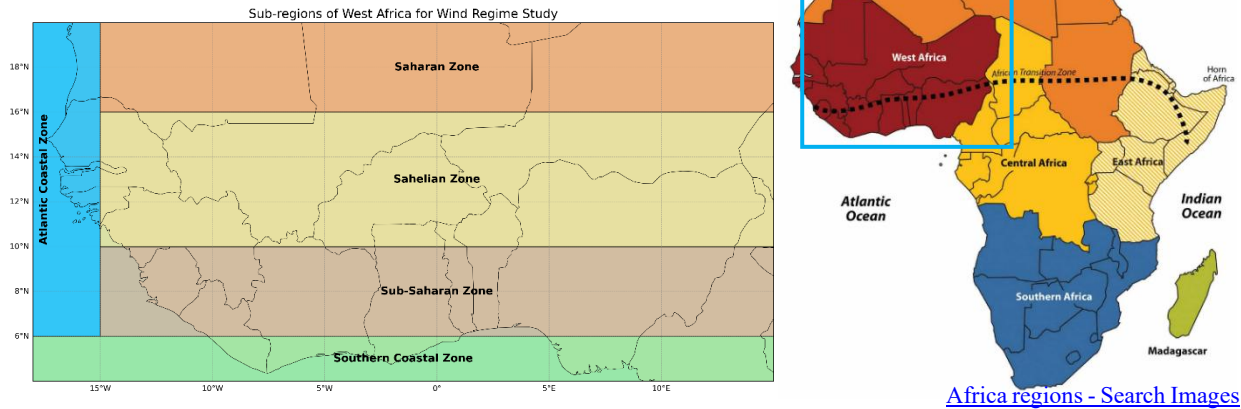 Sub-regions of West Africa for Wind Regime Study
18°N
16°N
14°N
12°N
10°N
8°N
6°N
15°W
10°W
5°W
0°
5°E
10°E
Saharan Zone
Sahelian Zone
Sub-Saharan Zone
Southern Coastal Zone
Atlantic Coastal Zone
West Africa
African Transition Zone
Horn
of Africa
Central Africa
East Africa
Atlantic
Ocean
Indian
Ocean
Southern Africa
Madagascar
Africa regions - Search Images